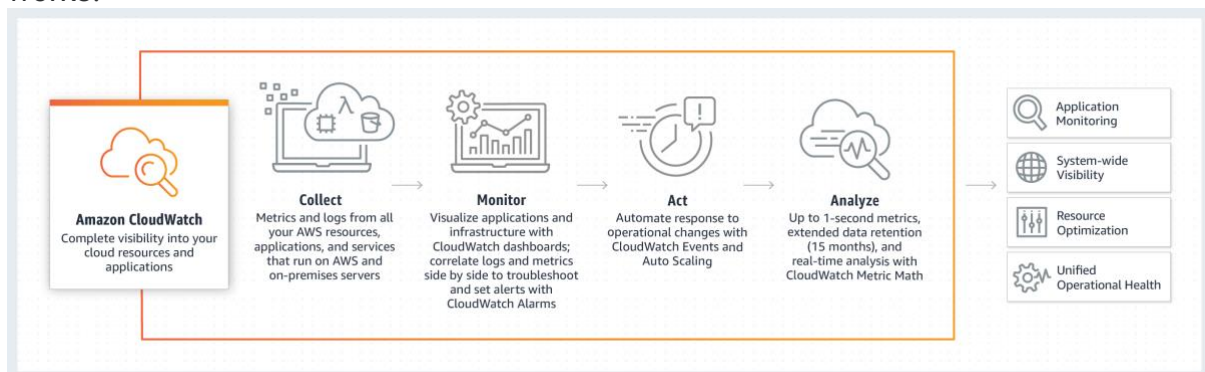 works:
Amazon CloudWatch
Complete visibility into your
cloud resources and
applications
Collect
Metrics and logs from all
your AWS resources,
applications, and services
that run on AWS and
on-premises servers
Monitor
Visualize applications and
infrastructure with
CloudWatch dashboards;
correlate logs and metrics
side by side to troubleshoot
and set alerts with
CloudWatch Alarms
Act
Automate response to
operational changes with
CloudWatch Events and
Auto Scaling
Analyze
Up to 1-second metrics,
extended data retention
(15 months), and
real-time analysis with
CloudWatch Metric Math
Application
Monitoring
System-wide
Visibility
Resource
Optimization
Unified
Operational Health